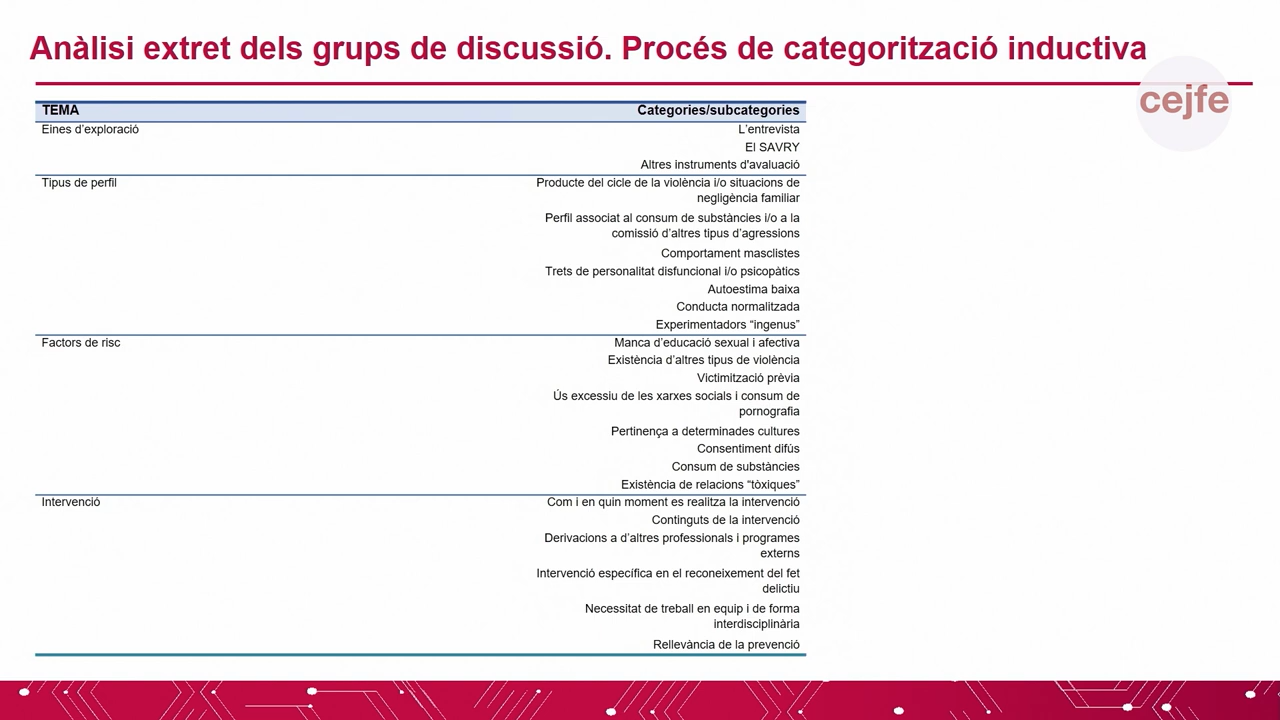 Anàlisi extret dels grups de discussió. Procés de categorització inductiva
cejfe
TEMA Categories/subcategories
Eines d’exploració L’entrevista
El SAVRY
Altres instruments d'avaluació
Tipus de perfil Producte del cicle de la violència i/o situacions de
negligència familiar
Perfil associat al consum de substàncies i/o a la
comissió d’altres tipus d’agressions
Comportament masclistes
Trets de personalitat disfuncional i/o psicopàtics
Autoestima baixa
Conducta normalitzada
Experimentadors “ingenus”
Factors de risc Manca d’educació sexual i afectiva
Existència d’altres tipus de violència
Victimització prèvia
Ús excessiu de les xarxes socials i consum de
pornografia
Pertinença a determinades cultures
Consentiment difús
Consum de substàncies
Existència de relacions “tòxiques”
Intervenció Com i en quin moment es realitza la intervenció
Continguts de la intervenció
Derivacions a d’altres professionals i programes
externs
Intervenció específica en el reconeixement del fet
delictiu
Necessitat de treball en equip i de forma
interdisciplinària
Rellevància de la prevenció